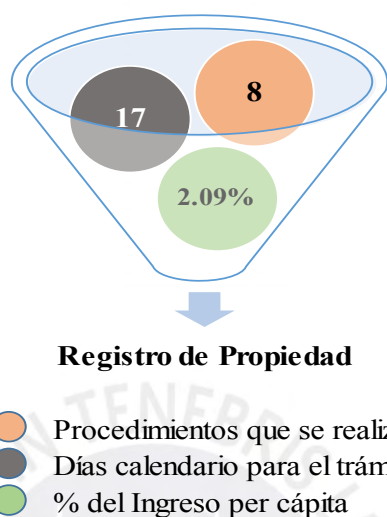 8
17
2.09%
Registro de Propiedad
Procedimientos que se realiz
Días calendario para el trám
% del Ingreso per cápita